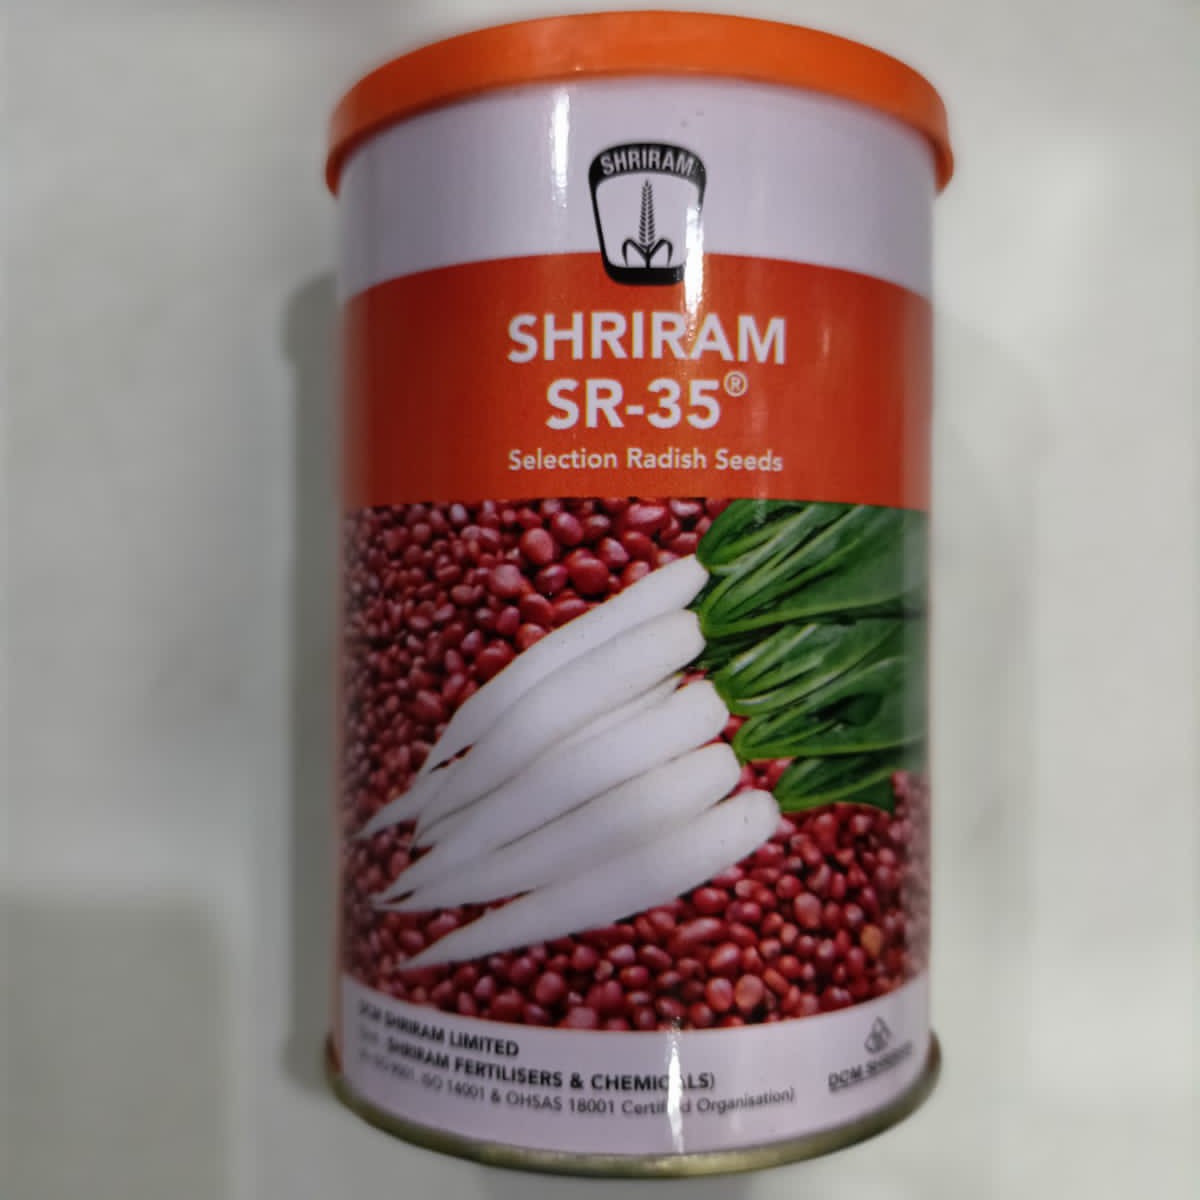 SHRIRAM
SHRIRAM
SR-35®
Selection Radish Seeds
DCM SHRIRAM LIMITED
SHRIRAM FERTILISERS & CHEMICALS)
ISO 14001 & OHSAS 18001 Certified Organisation)
DCM SHRIRAM